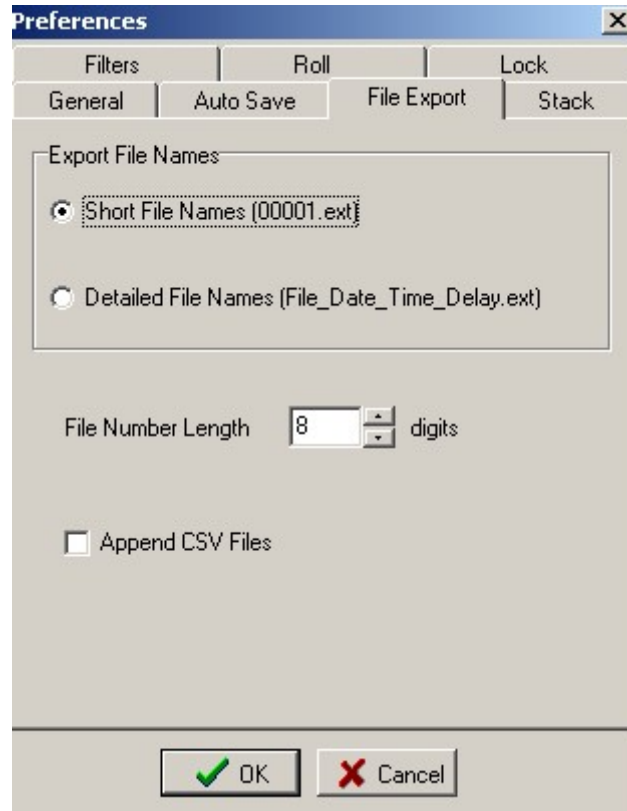 Preferences
Filters Roll Lock
General Auto Save File Export Stack
Export File Names
Short File Names (00001.ext)
Detailed File Names (File_Date_Time_Delay.ext)
File Number Length 8 digits
Append CSV Files
OK Cancel